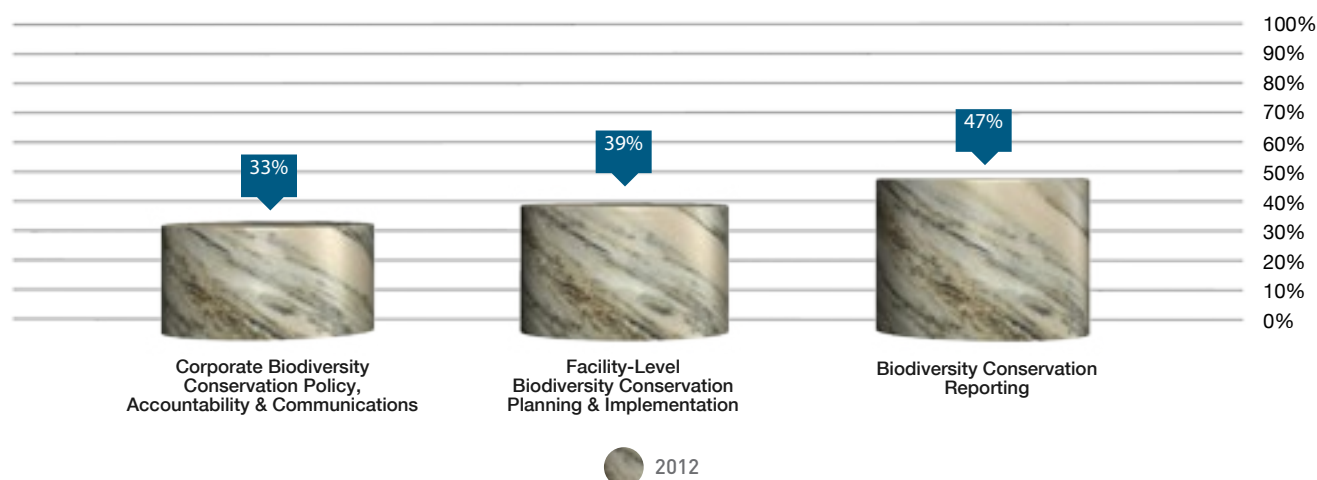 100%
90%
80%
70%
60%
50%
40%
30%
20%
10%
0%
33%
39%
47%
Corporate Biodiversity
Conservation Policy,
Accountability & Communications
Facility-Level
Biodiversity Conservation
Planning & Implementation
Biodiversity Conservation
Reporting
2012